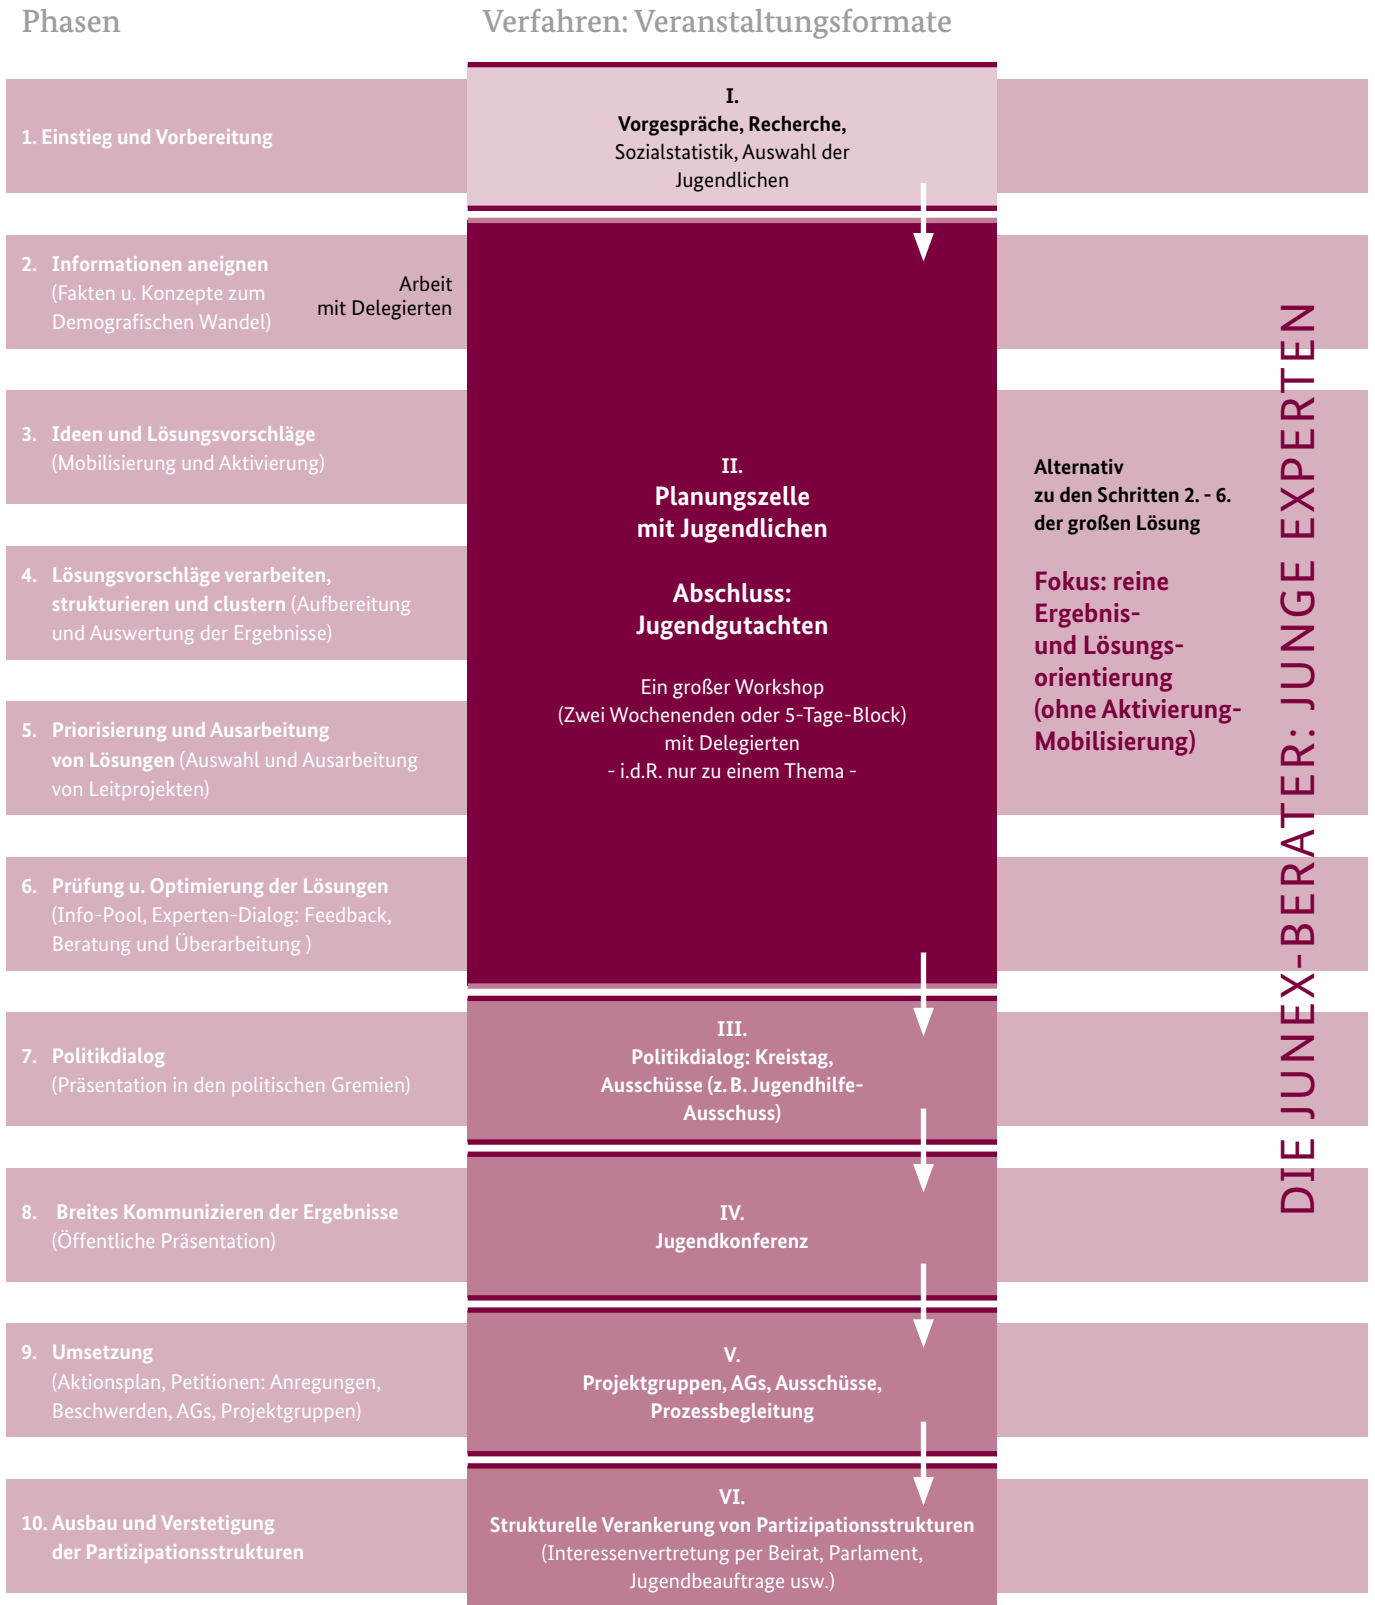 Phasen
Verfahren: Veranstaltungsformate
1. Einstieg und Vorbereitung
I.
Vorgespräche, Recherche,
Sozialstatistik, Auswahl der
Jugendlichen
2. Informationen aneignen
(Fakten u. Konzepte zum
Demografischen Wandel)
Arbeit
mit Delegierten
3. Ideen und Lösungsvorschläge
(Mobilisierung und Aktivierung)
4. Lösungsvorschläge verarbeiten,
strukturieren und clustern (Aufbereitung
und Auswertung der Ergebnisse)
5. Priorisierung und Ausarbeitung
von Lösungen (Auswahl und Ausarbeitung
von Leitprojekten)
6. Prüfung u. Optimierung der Lösungen
(Info-Pool, Experten-Dialog: Feedback,
Beratung und Überarbeitung )
II.
Planungszelle
mit Jugendlichen
Abschluss:
Jugendgutachten
Ein großer Workshop
(Zwei Wochenenden oder 5-Tage-Block)
mit Delegierten
- i.d.R. nur zu einem Thema -
Alternativ
zu den Schritten 2. - 6.
der großen Lösung
Fokus: reine
Ergebnis-
und Lösungs-
orientierung
(ohne Aktivierung-
Mobilisierung)
DIE JUNEX-BERATER: JUNGE EXPERTEN
7. Politikdialog
(Präsentation in den politischen Gremien)
III.
Politikdialog: Kreistag,
Ausschüsse (z. B. Jugendhilfe-
Ausschuss)
8. Breites Kommunizieren der Ergebnisse
(Öffentliche Präsentation)
IV.
Jugendkonferenz
9. Umsetzung
(Aktionsplan, Petitionen: Anregungen,
Beschwerden, AGs, Projektgruppen)
V.
Projektgruppen, AGs, Ausschüsse,
Prozessbegleitung
10. Ausbau und Verstetigung
der Partizipationsstrukturen
VI.
Strukturelle Verankerung von Partizipationsstrukturen
(Interessenvertretung per Beirat, Parlament,
Jugendbeauftrage usw.)